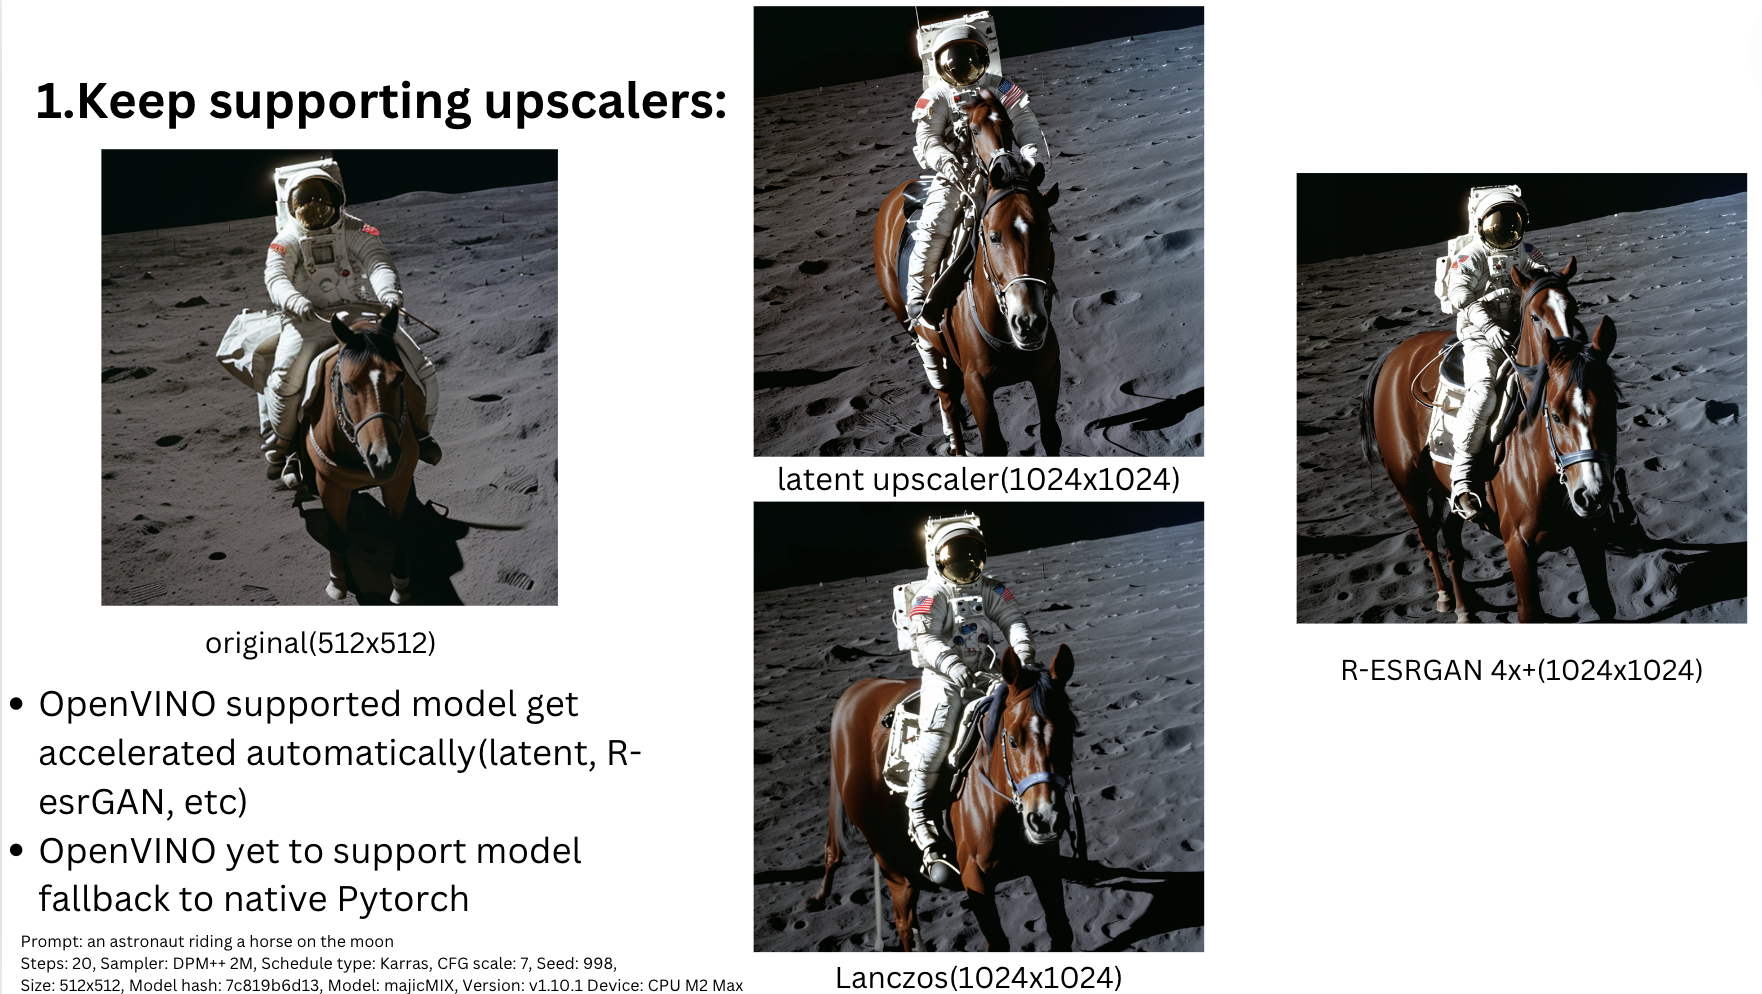 1.Keep supporting upscalers:
original(512x512)
• OpenVINO supported model get
accelerated automatically(latent, R-
esrGAN, etc)
• OpenVINO yet to support model
fallback to native Pytorch
Prompt: an astronaut riding a horse on the moon
Steps: 20, Sampler: DPM++ 2M, Schedule type: Karras, CFG scale: 7, Seed: 998,
Size: 512x512, Model hash: 7c819b6d13, Model: majicMIX, Version: v1.10.1 Device: CPU M2 Max
latent upscaler(1024x1024)
Lanczos(1024x1024)
R-ESRGAN 4x+(1024x1024)